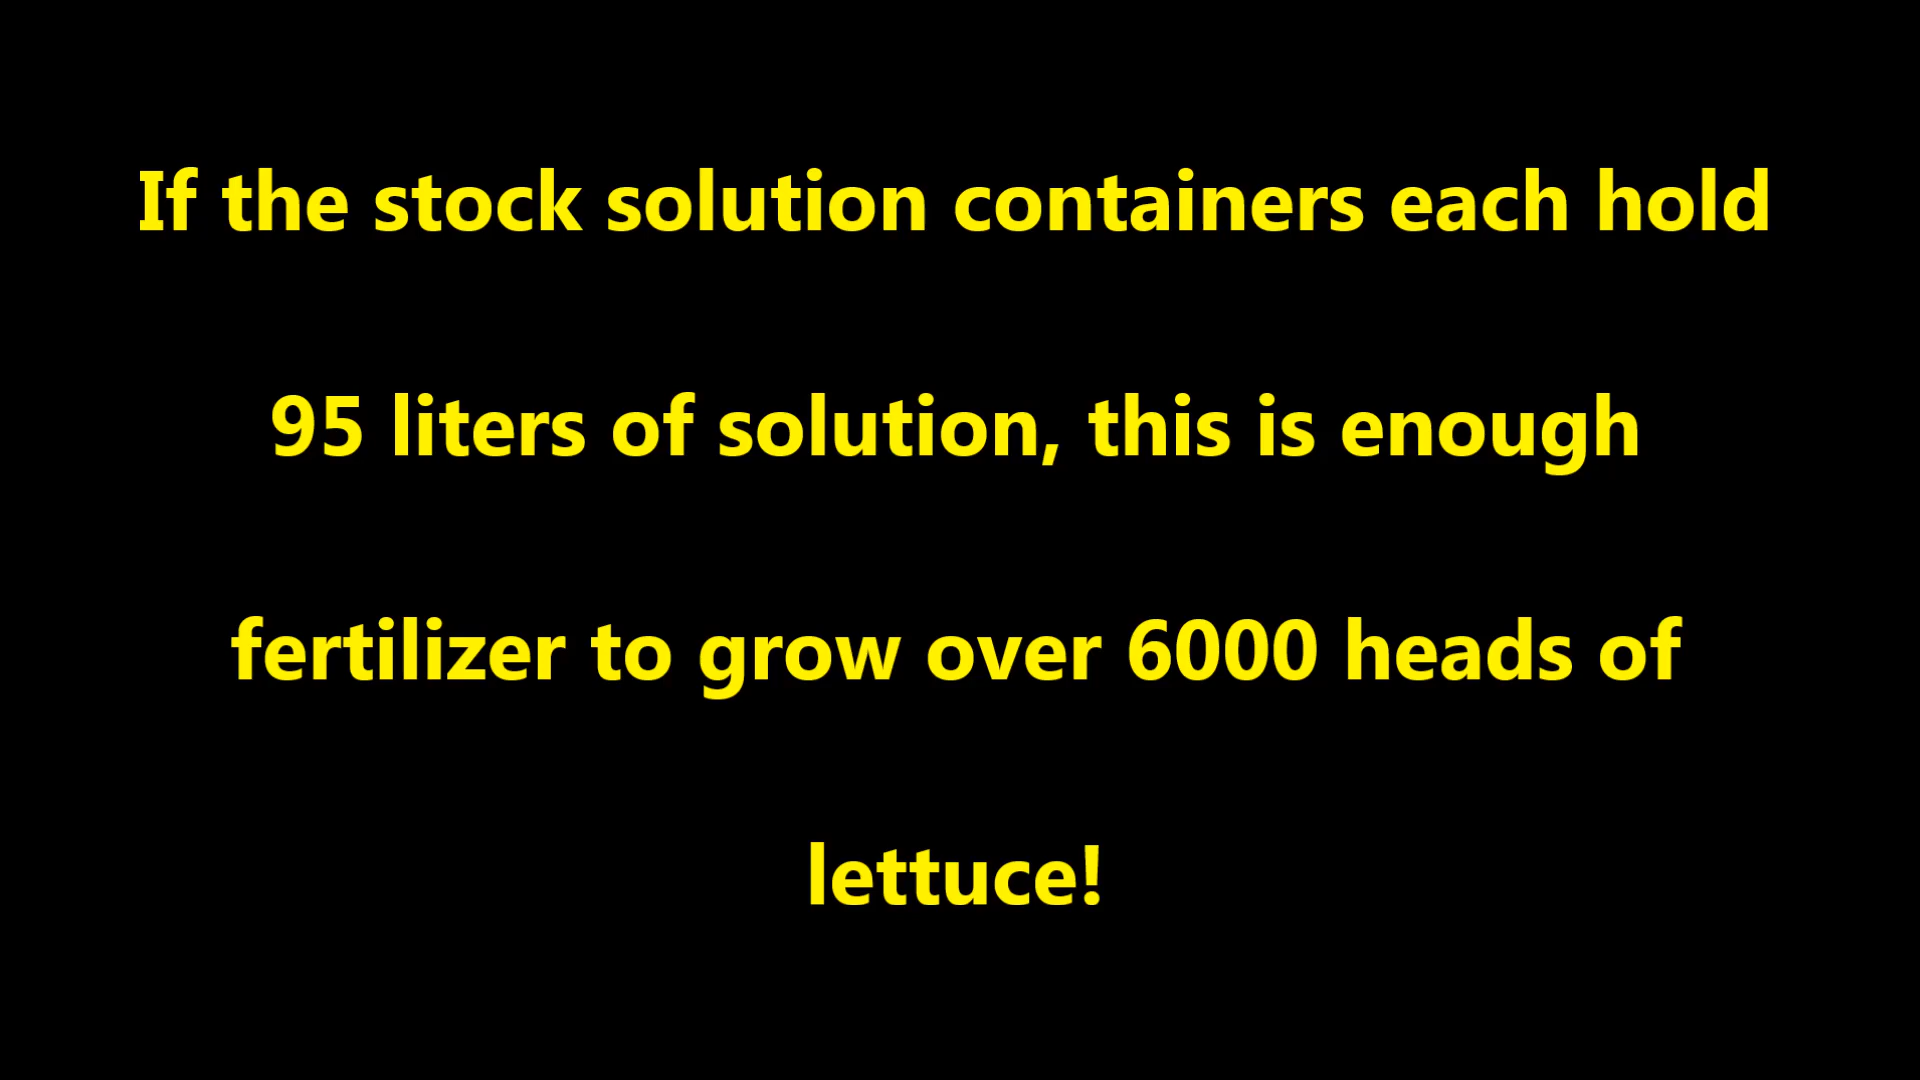 If the stock solution containers each hold
95 liters of solution, this is enough
fertilizer to grow over 6000 heads of
lettuce!